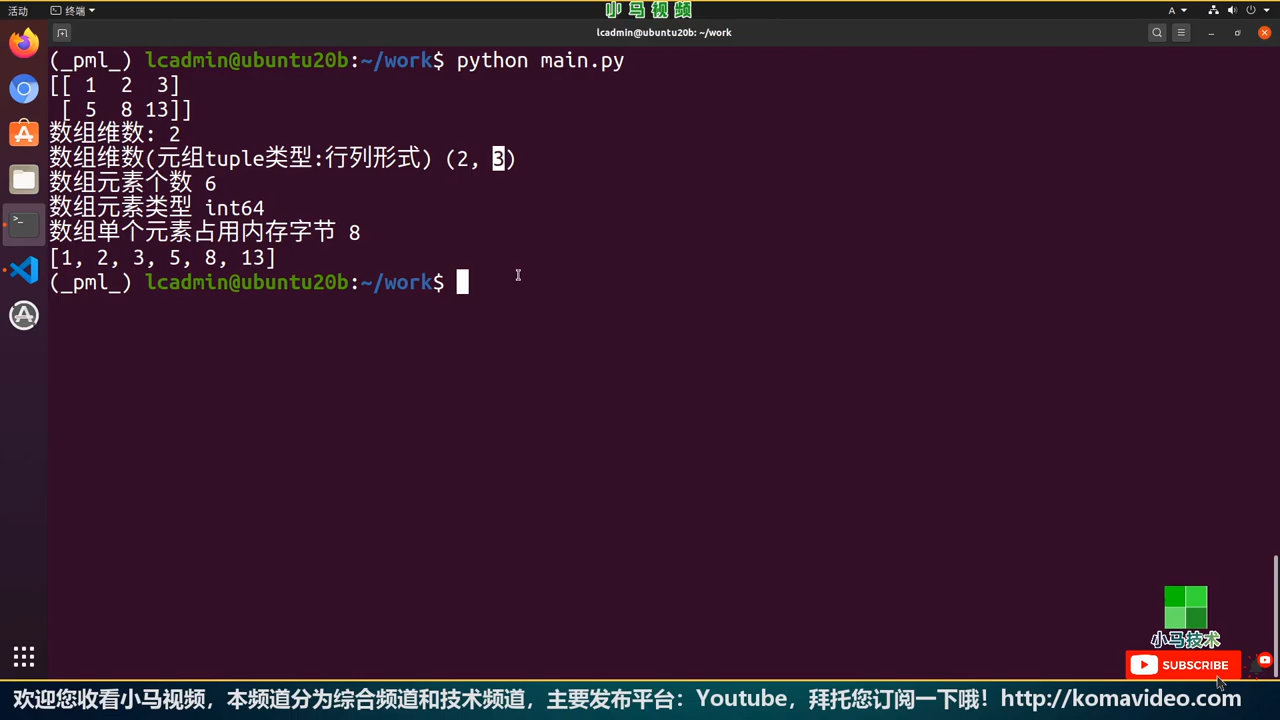 活动
终端
小马视频
A
lcadmin@ubuntu20b: ~/work
(_pml_) lcadmin@ubuntu20b:~/work$ python main.py
[[ 1  2  3]
 [ 5  8 13]]
数组维数: 2
数组维数(元组tuple类型:行列形式) (2, 3)
数组元素个数 6
数组元素类型 int64
数组单个元素占用内存字节 8
[1, 2, 3, 5, 8, 13]
(_pml_) lcadmin@ubuntu20b:~/work$
小马技术
SUBSCRIBE
欢迎您收看小马视频，本频道分为综合频道和技术频道，主要发布平台：Youtube，拜托您订阅一下哦！http://komavideo.com